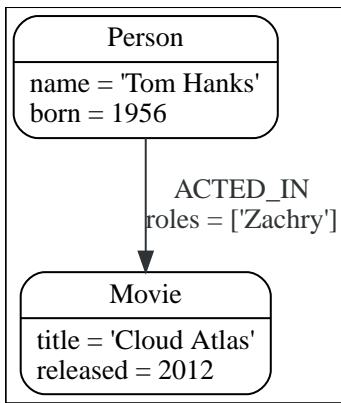 Person
name = 'Tom Hanks'
born = 1956
ACTED_IN
roles = ['Zachry']
Movie
title = 'Cloud Atlas'
released = 2012